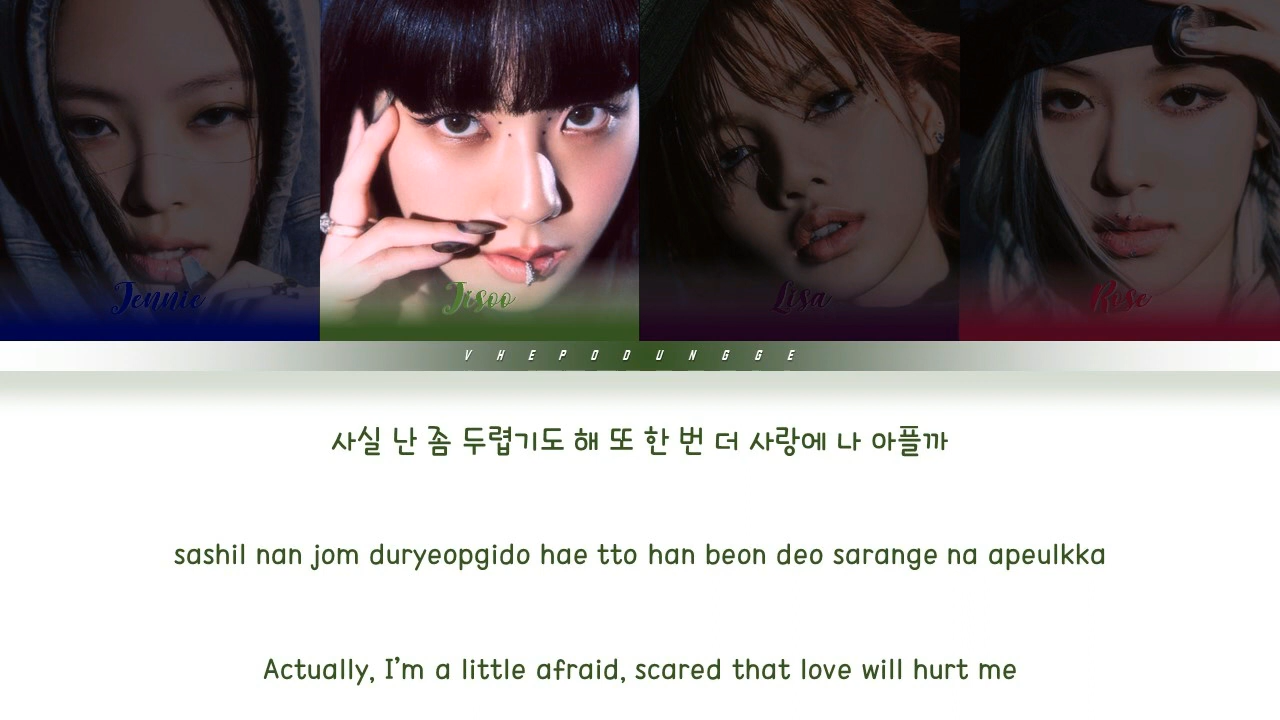 Jennie
Jisoo
Lisa
Rose
VHEPODUNGGE
사실 난 좀 두렵기도 해 또 한 번 더 사랑에 나 아플까
sashil nan jom duryeopgido hae tto han beon deo sarange na apeulkka
Actually, I'm a little afraid, scared that love will hurt me